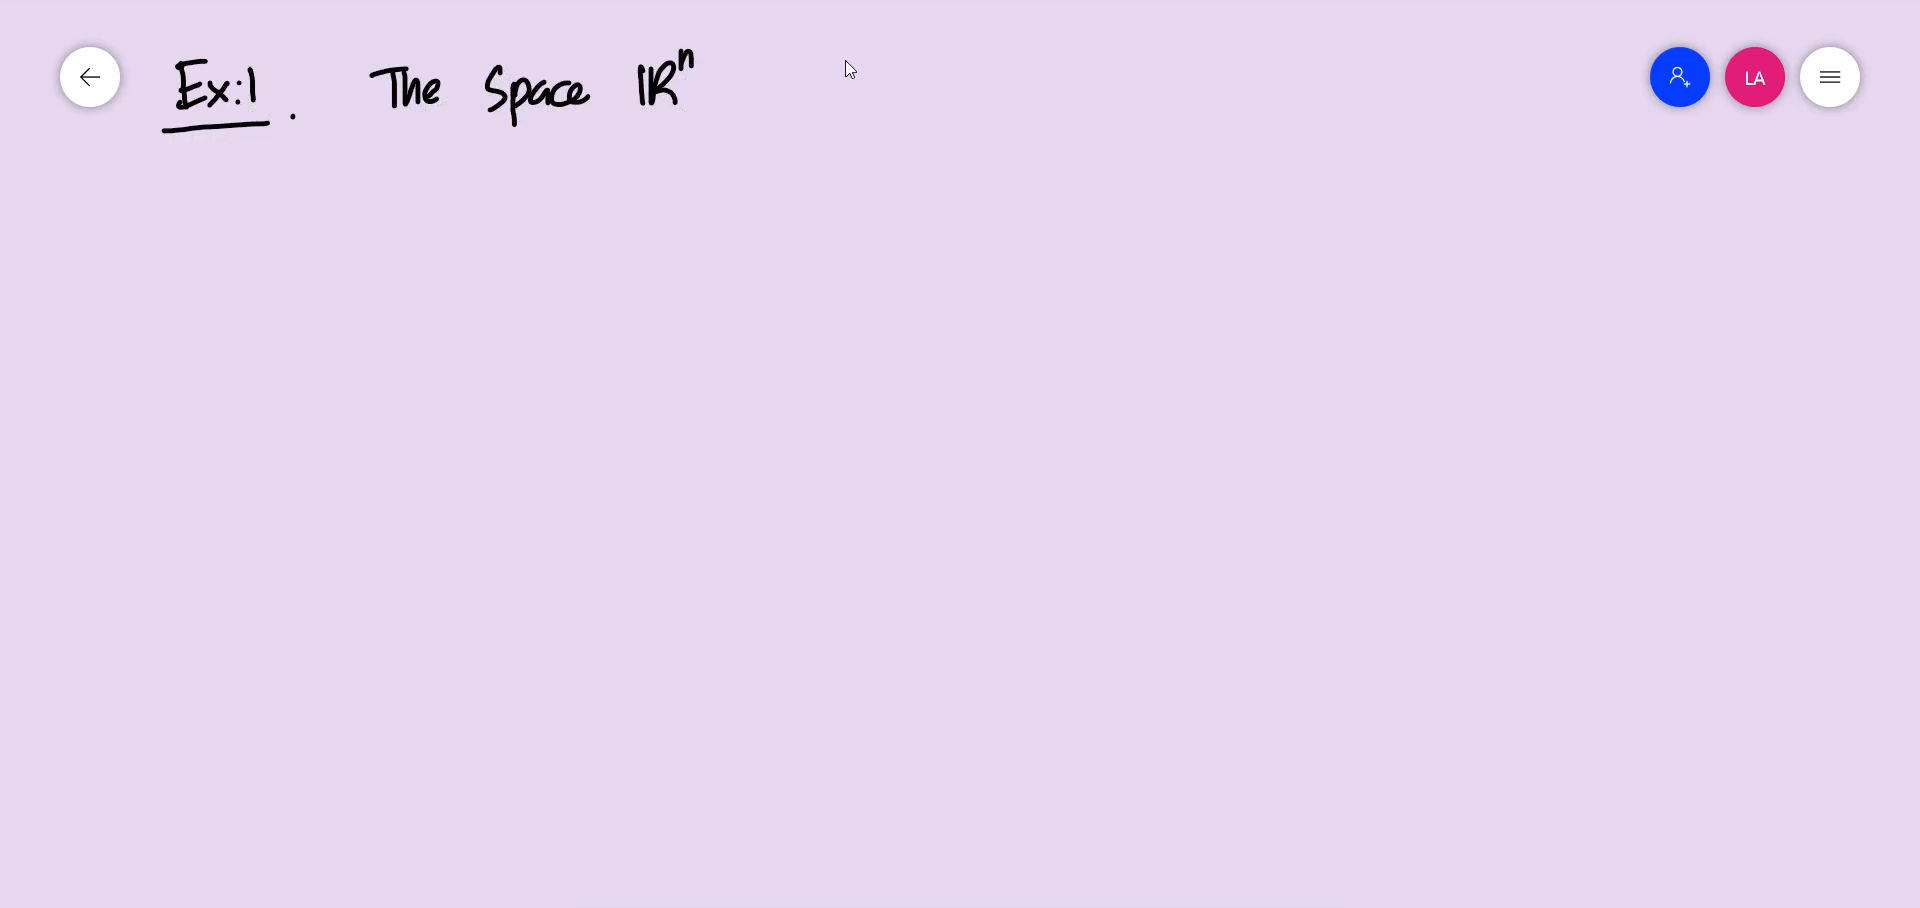 Ex:1. The Space ℝⁿ
LA